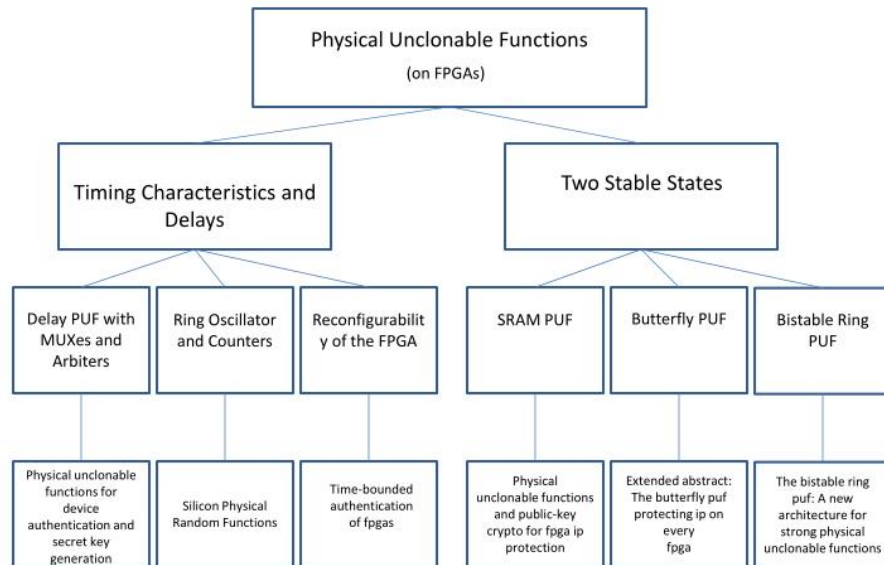 Physical Unclonable Functions
(on FPGAs)
Timing Characteristics and
Delays
Two Stable States
Delay PUF with
MUXes and
Arbiters
Ring Oscillator
and Counters
Reconfigurabilit
y of the FPGA
SRAM PUF
Butterfly PUF
Bistable Ring
PUF
Physical unclonable
functions for
device
authentication and
secret key
generation
Silicon Physical
Random Functions
Time-bounded
authentication
of fpgas
Physical
unclonable functions
and public-key
crypto for fpga ip
protection
Extended abstract:
The butterfly puf
protecting ip on
every
fpga
The bistable ring
puf: A new
architecture for
strong physical
unclonable functions